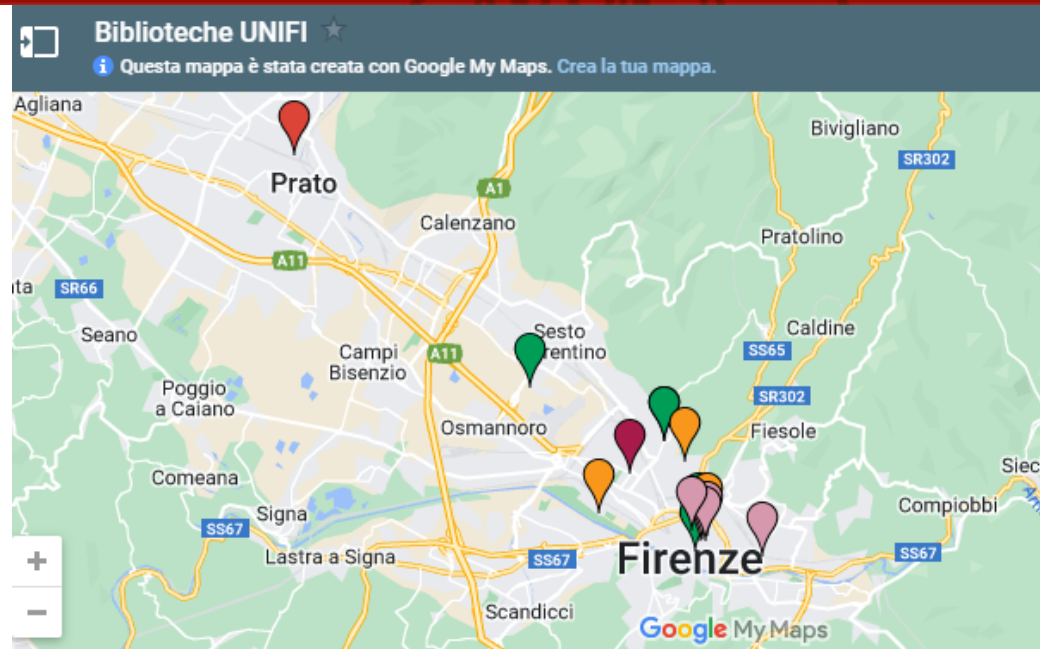 Biblioteche UNIFI
Questa mappa è stata creata con Google My Maps. Crea la tua mappa.
Agliana
Bivigliano
SR302
Prato
A1
Calenzano
Pratolino
A11
ta
SR66
Seano
Sesto
rentino
Caldine
Campi
Bisenzio
A11
SS65
Poggio
a Caiano
SR302
Osmannoro
Fiesole
Siec
Comeana
Compiobbi
Signa
SS67
Lastra a Signa
SS67
Firenze
SS67
Scandicci
Google My Maps